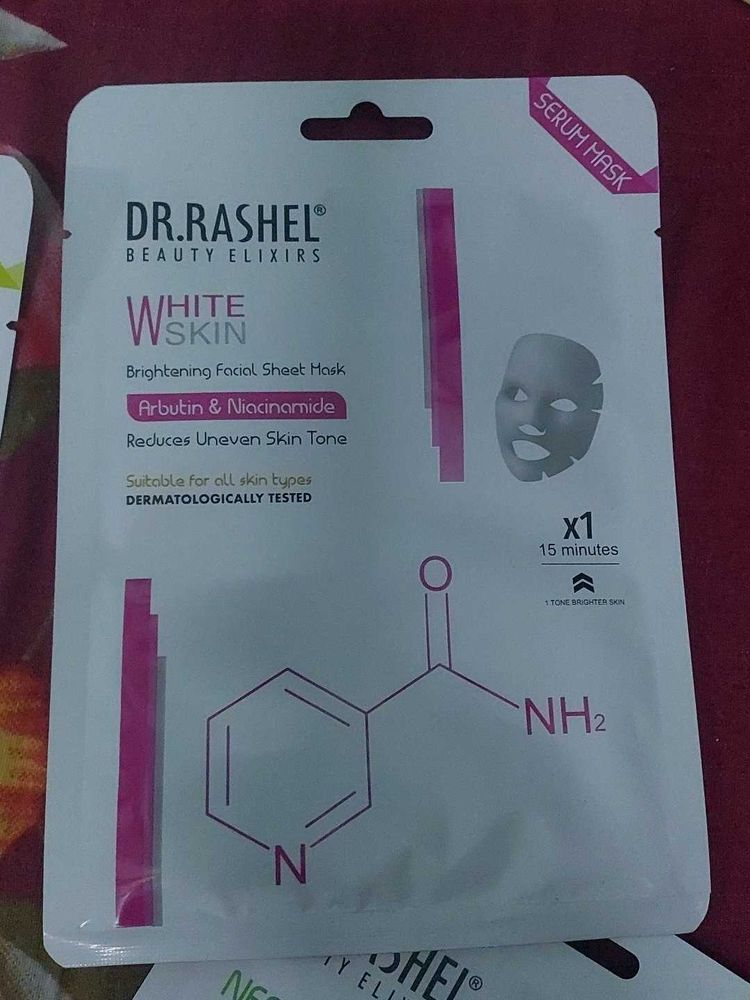 SERUM MASK
DR.RASHEL®
BEAUTY ELIXIRS
WHITE
SKIN
Brightening Facial Sheet Mask
Arbutin & Niacinamide
Reduces Uneven Skin Tone
Suitable for all skin types
DERMATOLOGICALLY TESTED
x1
15 minutes
1 TONE BRIGHTER SKIN
O
NH2
N